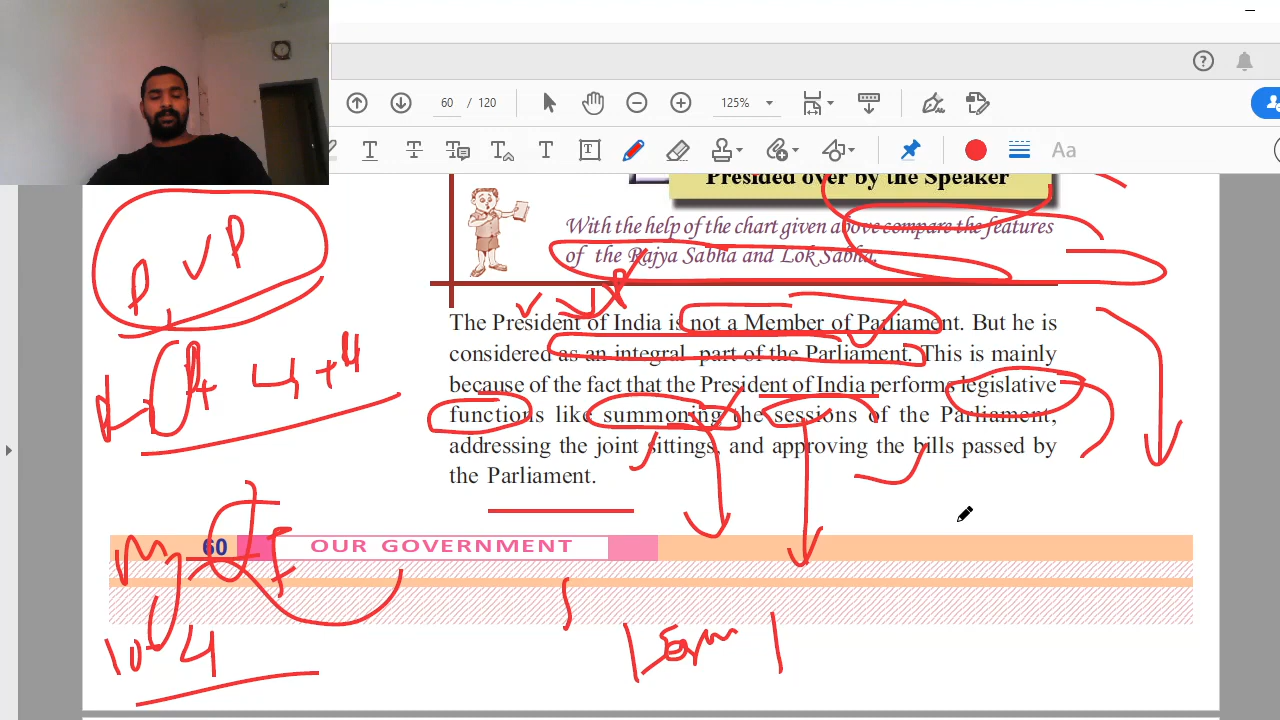 60 / 120
125%
Aa
Presided over by the Speaker
With the help of the chart given above compare the features
of the Rajya Sabha and Lok Sabha.
P V P
The President of India is not a Member of Parliament. But he is
considered as an integral part of the Parliament. This is mainly
because of the fact that the President of India performs legislative
functions like summoning the sessions of the Parliament,
addressing the joint sittings, and approving the bills passed by
the Parliament.
60 OUR GOVERNMENT